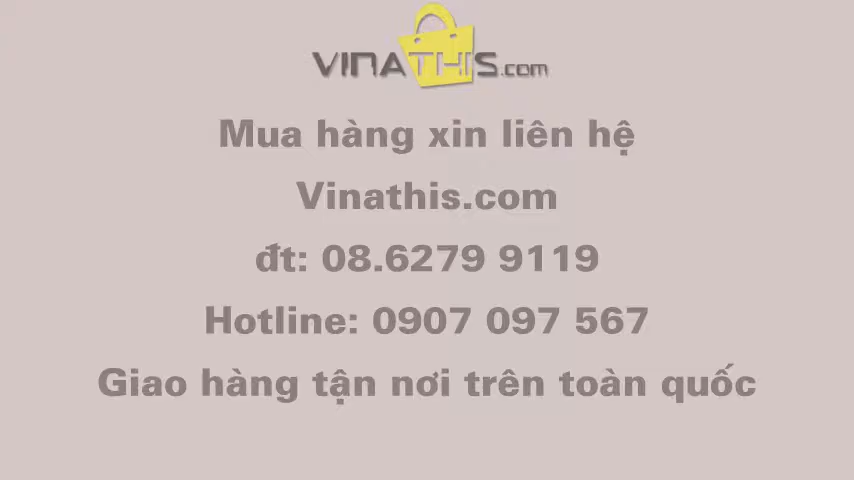 VINATHIS.com
Mua hàng xin liên hệ
Vinathis.com
đt: 08.6279 9119
Hotline: 0907 097 567
Giao hàng tận nơi trên toàn quốc